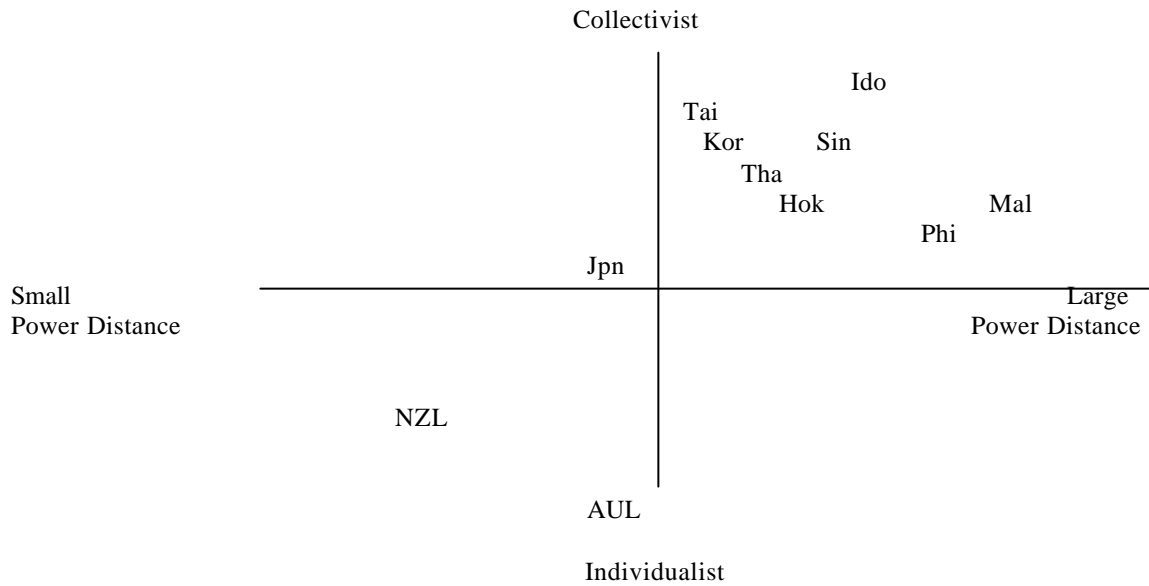 Collectivist
Ido
Tai
Kor Sin
Tha
Hok Mal
Phi
Jpn
Small Large
Power Distance Power Distance
NZL
AUL
Individualist